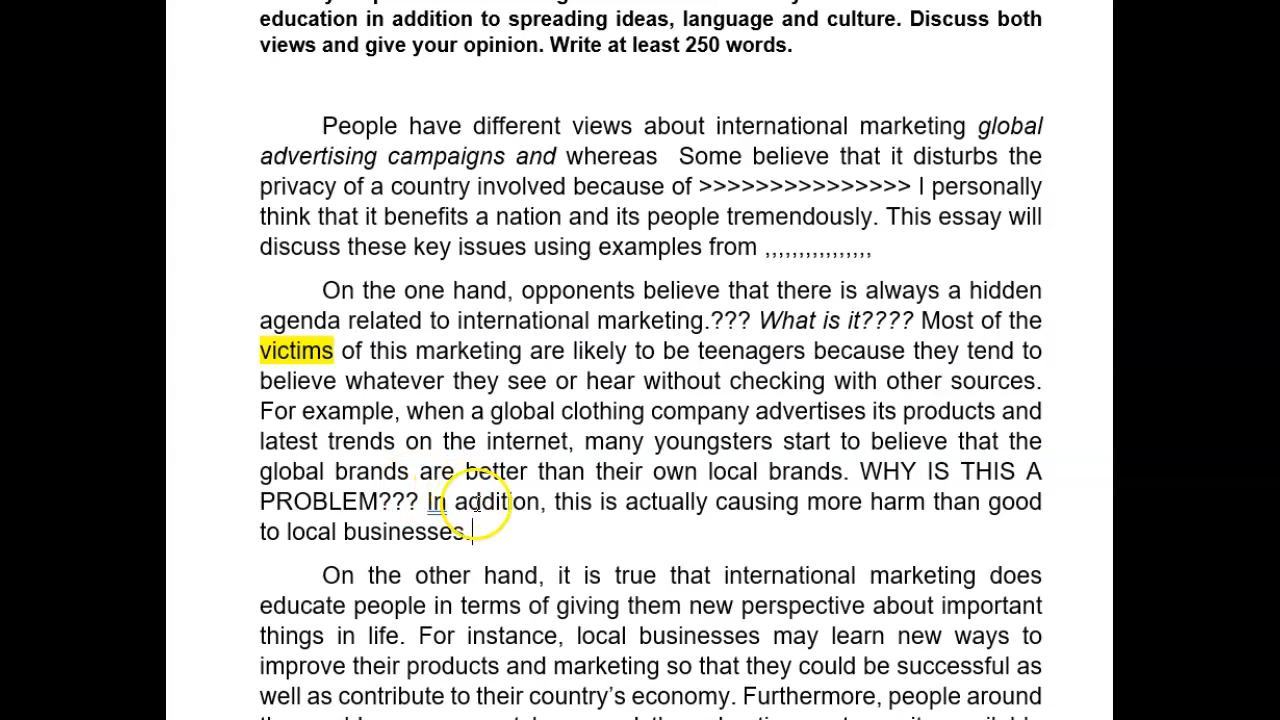 education in addition to spreading ideas, language and culture. Discuss both
views and give your opinion. Write at least 250 words.
People have different views about international marketing global
advertising campaigns and whereas Some believe that it disturbs the
privacy of a country involved because of >>>>>>>>>>>>>>> I personally
think that it benefits a nation and its people tremendously. This essay will
discuss these key issues using examples from ,,,,,,,,,,,,,,,,
On the one hand, opponents believe that there is always a hidden
agenda related to international marketing.??? What is it???? Most of the
victims of this marketing are likely to be teenagers because they tend to
believe whatever they see or hear without checking with other sources.
For example, when a global clothing company advertises its products and
latest trends on the internet, many youngsters start to believe that the
global brands are better than their own local brands. WHY IS THIS A
PROBLEM??? In addition, this is actually causing more harm than good
to local businesses.
On the other hand, it is true that international marketing does
educate people in terms of giving them new perspective about important
things in life. For instance, local businesses may learn new ways to
improve their products and marketing so that they could be successful as
well as contribute to their country’s economy. Furthermore, people around